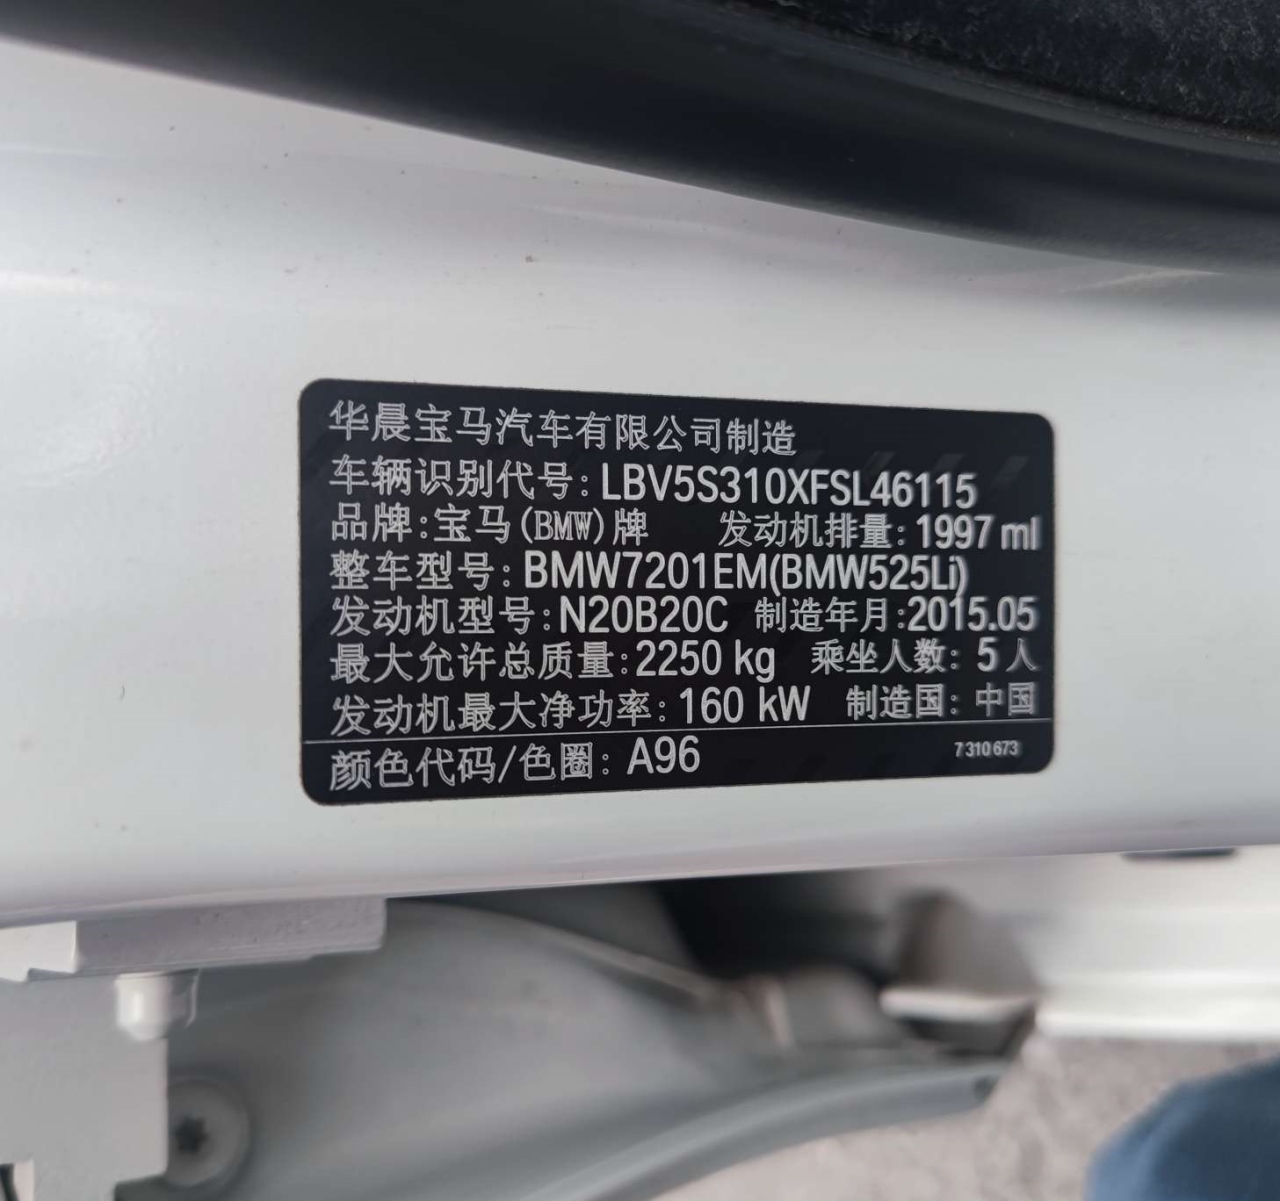 华晨宝马汽车有限公司制造
车辆识别代号: LBV5S310XFSL46115
品牌:宝马(BMW)牌 发动机排量: 1997 ml
整车型号: BMW7201EM(BMW525Li)
发动机型号: N20B20C 制造年月:2015.05
最大允许总质量:2250 kg 乘坐人数: 5人
发动机最大净功率: 160 kW 制造国: 中国
颜色代码/色圈: A96 7 310 673